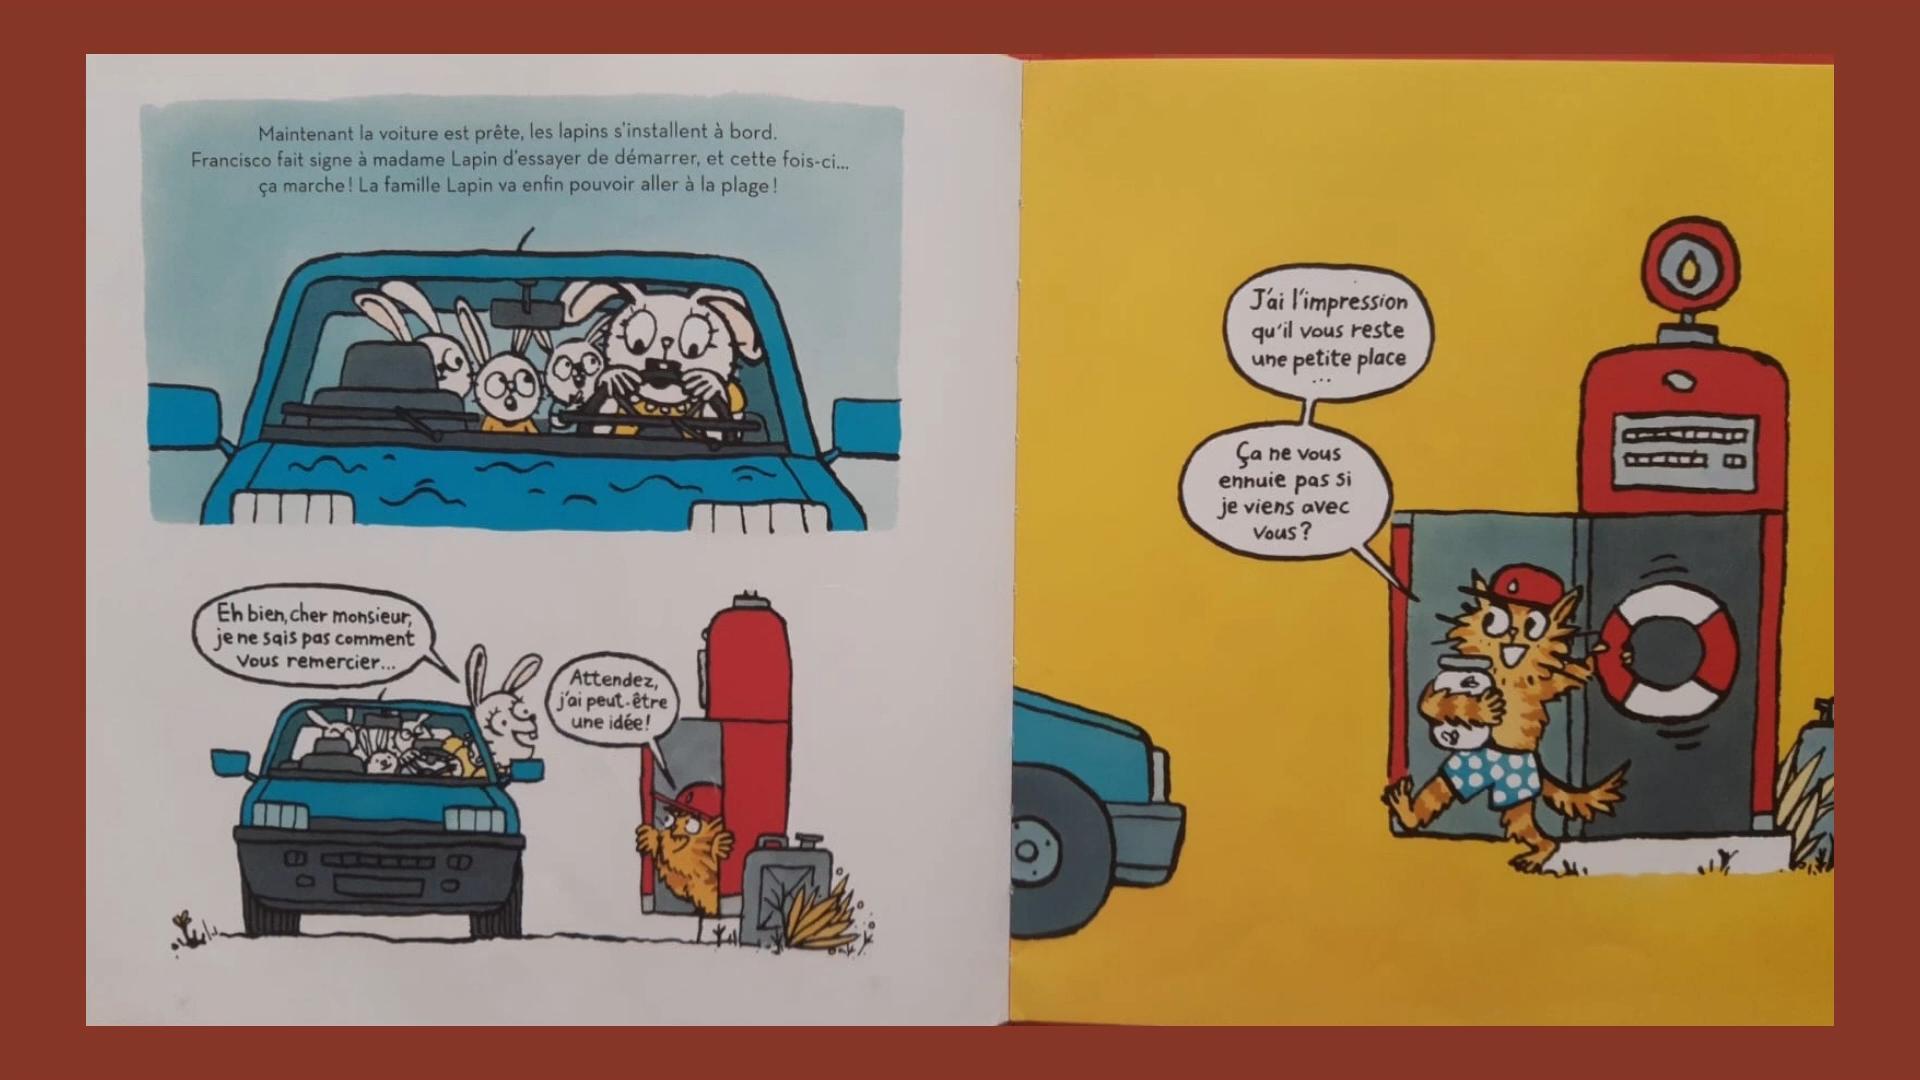 Maintenant la voiture est prête, les lapins s'installent à bord.
Francisco fait signe à madame Lapin d'essayer de démarrer, et cette fois-ci...
ça marche ! La famille Lapin va enfin pouvoir aller à la plage !
Eh bien, cher monsieur,
je ne sais pas comment
vous remercier...
Attendez,
j'ai peut-être
une idée !
J'ai l'impression
qu'il vous reste
une petite place
...
Ça ne vous
ennuie pas si
je viens avec
vous ?